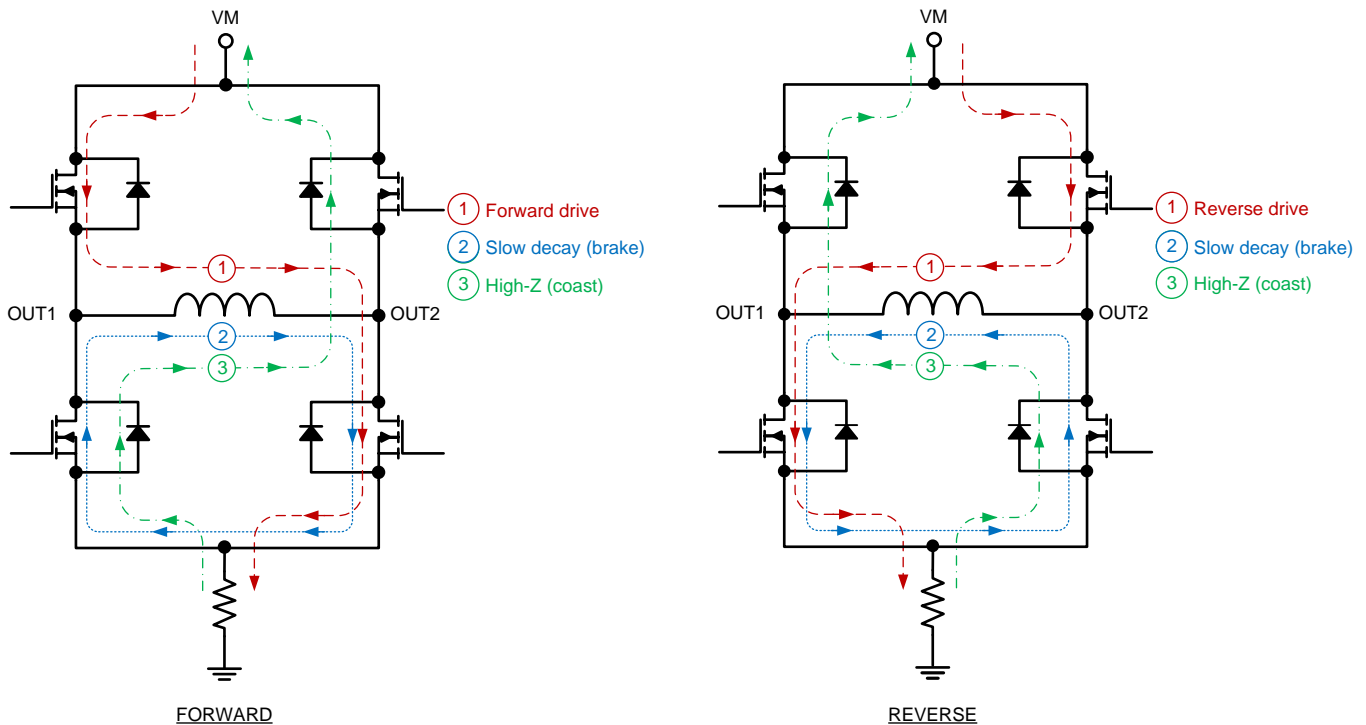 VM
1 Forward drive
2 Slow decay (brake)
3 High-Z (coast)
1
OUT1
OUT2
2
3
FORWARD
VM
1 Reverse drive
2 Slow decay (brake)
3 High-Z (coast)
1
OUT1
OUT2
2
3
REVERSE